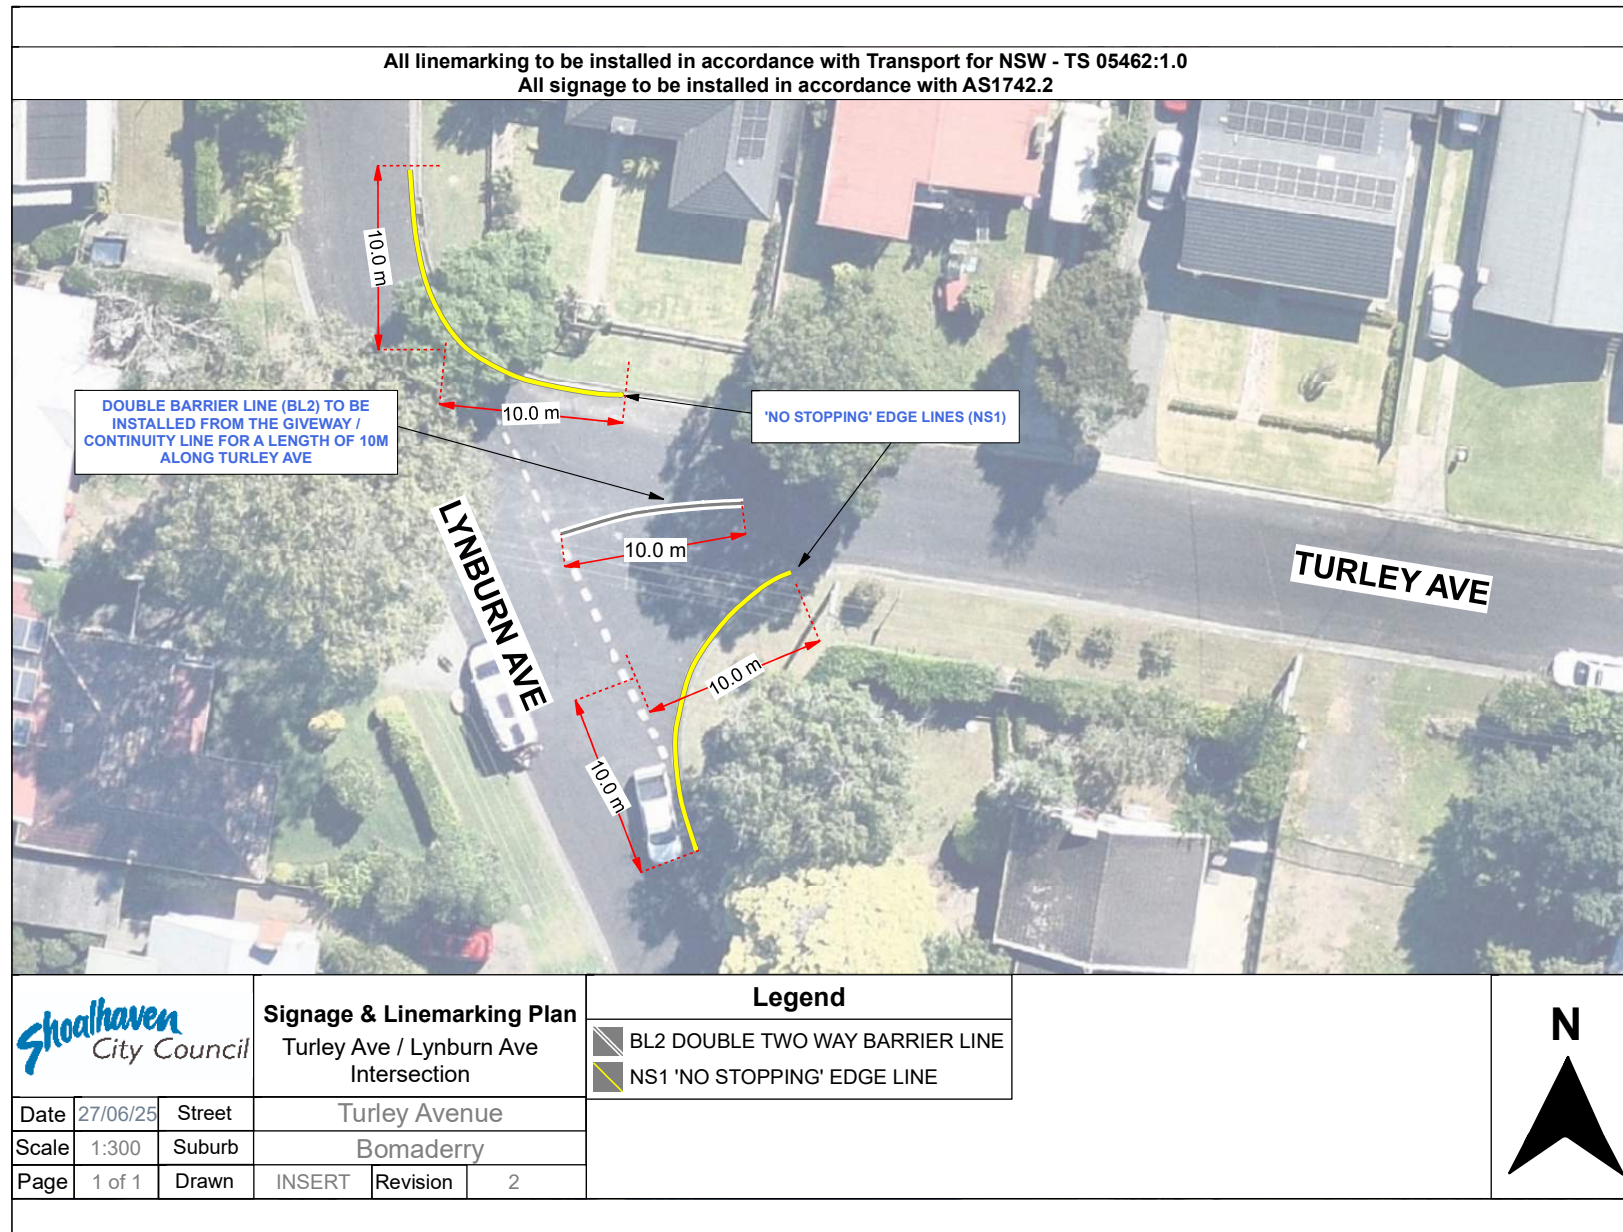 All linemarking to be installed in accordance with Transport for NSW - TS 05462:1.0
All signage to be installed in accordance with AS1742.2
10.0 m
10.0 m
DOUBLE BARRIER LINE (BL2) TO BE
INSTALLED FROM THE GIVEWAY /
CONTINUITY LINE FOR A LENGTH OF 10M
ALONG TURLEY AVE
'NO STOPPING' EDGE LINES (NS1)
LYNBURN AVE
10.0 m
TURLEY AVE
10.0 m
10.0 m
Shoalhaven
City Council
Signage & Linemarking Plan
Turley Ave / Lynburn Ave
Intersection
Legend
BL2 DOUBLE TWO WAY BARRIER LINE
NS1 'NO STOPPING' EDGE LINE
N
Date 27/06/25 Street Turley Avenue
Scale 1:300 Suburb Bomaderry
Page 1 of 1 Drawn INSERT Revision 2